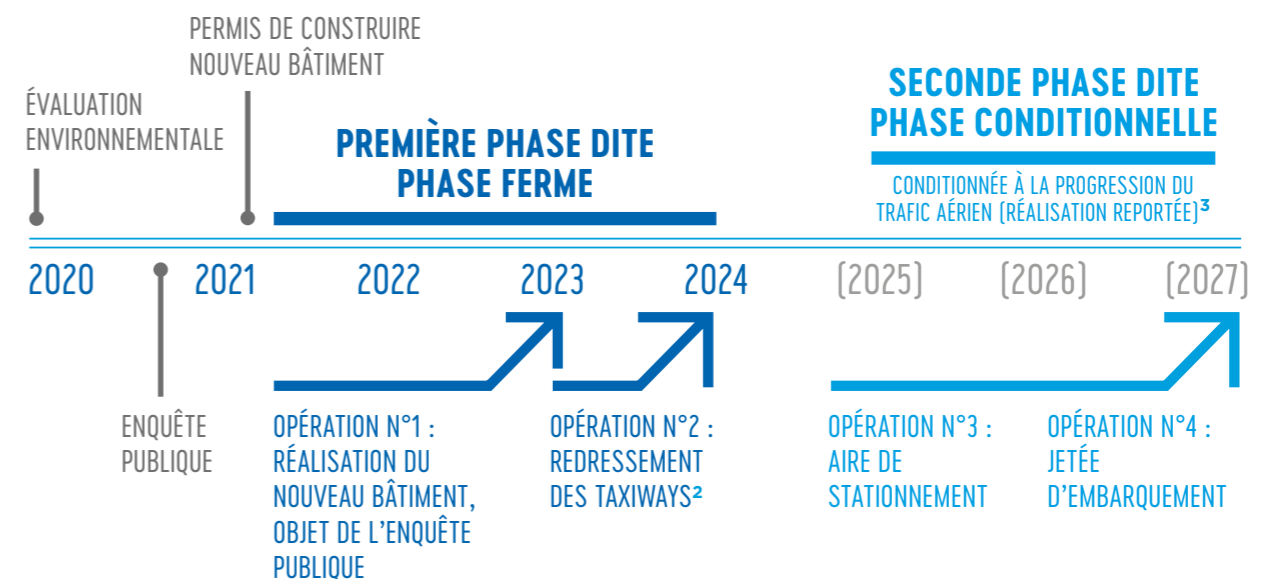 PERMIS DE CONSTRUIRE
NOUVEAU BÂTIMENT
ÉVALUATION
ENVIRONNEMENTALE
PREMIÈRE PHASE DITE
PHASE FERME
SECONDE PHASE DITE
PHASE CONDITIONNELLE
CONDITIONNÉE À LA PROGRESSION DU
TRAFIC AÉRIEN (RÉALISATION REPORTÉE)³
2020 2021 2022 2023 2024 (2025) (2026) (2027)
ENQUÊTE
PUBLIQUE
OPÉRATION N°1 :
RÉALISATION DU
NOUVEAU BÂTIMENT,
OBJET DE L’ENQUÊTE
PUBLIQUE
OPÉRATION N°2 :
REDRESSEMENT
DES TAXIWAYS²
OPÉRATION N°3 :
AIRE DE
STATIONNEMENT
OPÉRATION N°4 :
JETÉE
D’EMBARQUEMENT